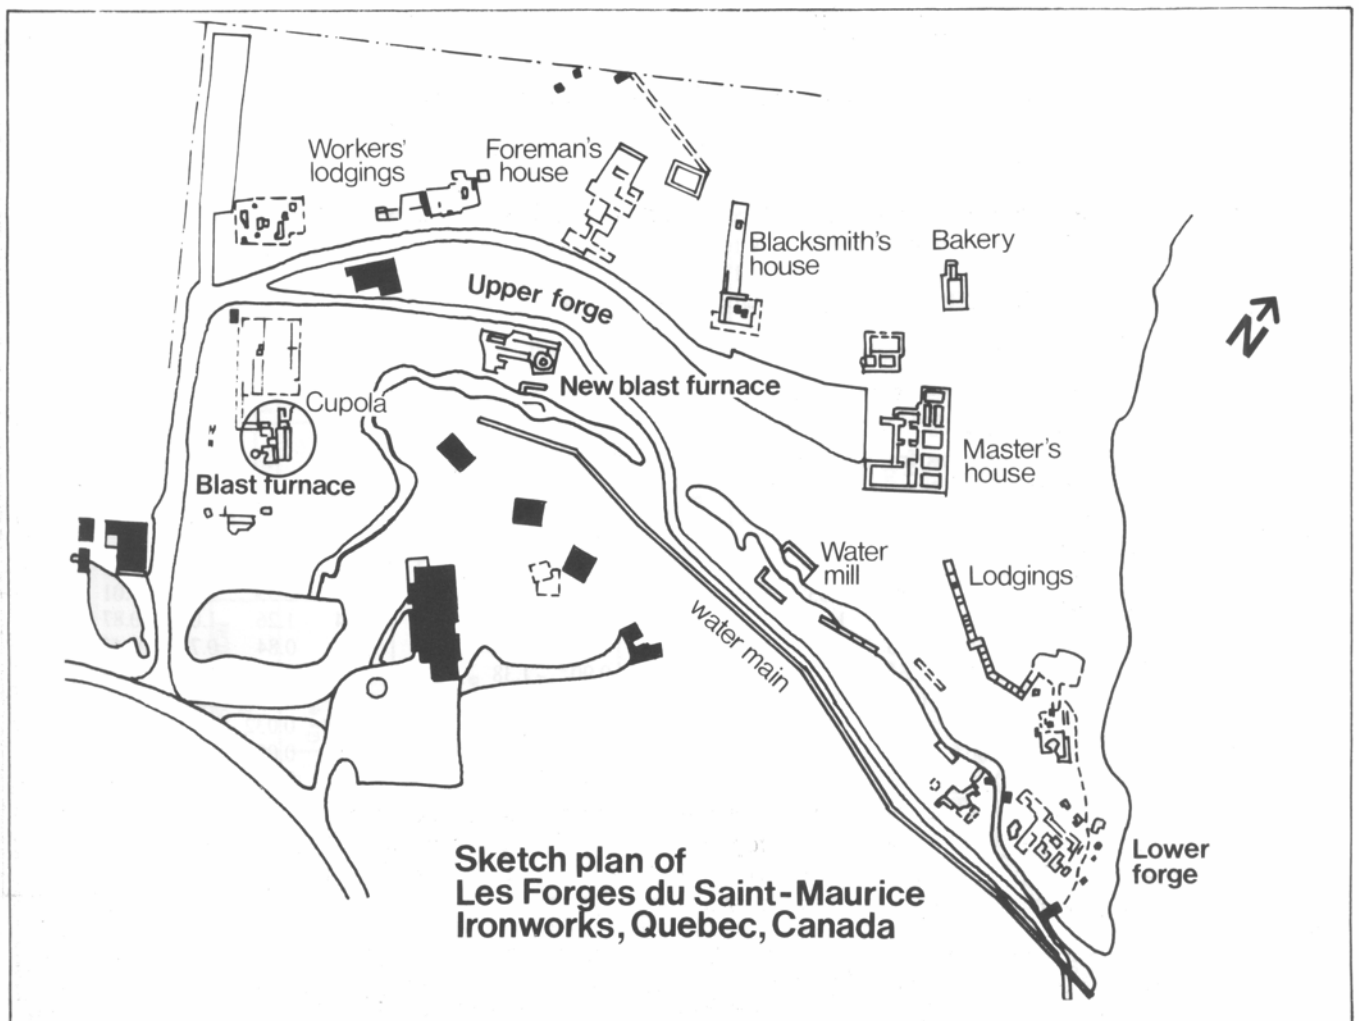 Workers'
lodgings
Foreman's
house
Blacksmith's
house
Bakery
Upper forge
N
New blast furnace
Cupola
Master's
house
Blast furnace
Water
mill
Lodgings
water main
Lower
forge
Sketch plan of
Les Forges du Saint-Maurice
Ironworks, Quebec, Canada